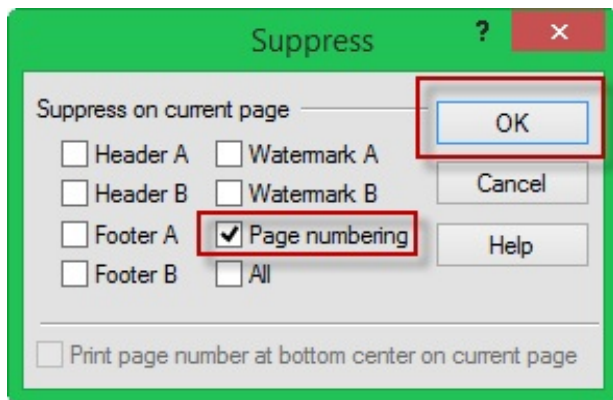 Suppress
?
Suppress on current page
OK
Header A
Watermark A
Header B
Watermark B
Cancel
Footer A
Page numbering
Help
Footer B
All
Print page number at bottom center on current page